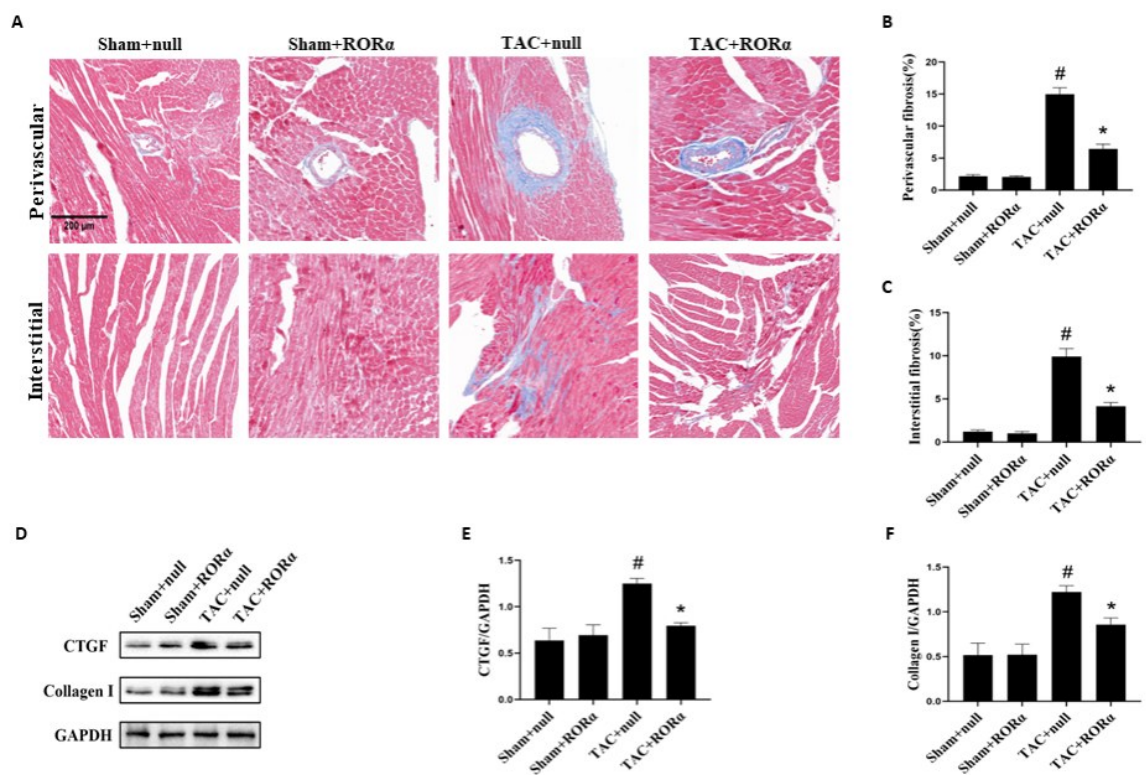 A
Sham+null
Sham+RORα
TAC+null
TAC+RORα
Perivascular
200 μm
Interstitial
B
Perivascular fibrosis(%)
20
15
10
5
0
#
*
Sham+null
Sham+RORα
TAC+null
TAC+RORα
C
Interstitial fibrosis(%)
15
10
5
0
#
*
Sham+null
Sham+RORα
TAC+null
TAC+RORα
D
Sham+null
Sham+RORα
TAC+null
TAC+RORα
CTGF
Collagen I
GAPDH
E
CTGF/GAPDH
1.5
1.0
0.5
0.0
#
*
Sham+null
Sham+RORα
TAC+null
TAC+RORα
F
Collagen I/GAPDH
1.5
1.0
0.5
0.0
#
*
Sham+null
Sham+RORα
TAC+null
TAC+RORα